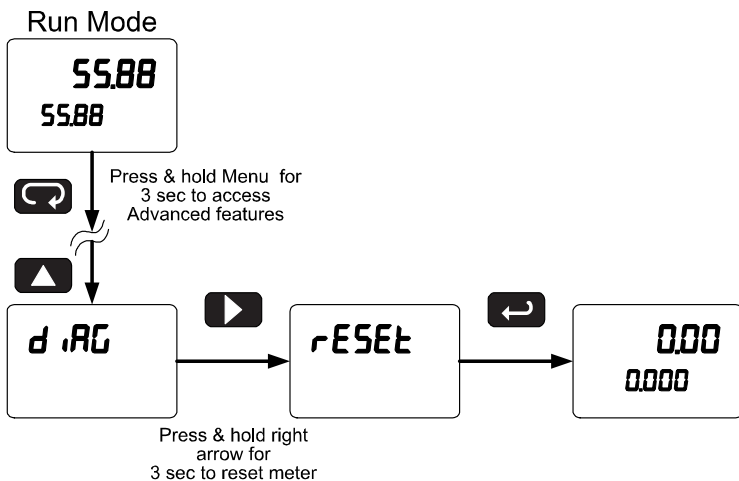 Run Mode
55.88
55.88
Press & hold Menu for
3 sec to access
Advanced features
d iAG
rESEt
0.00
0.000
Press & hold right
arrow for
3 sec to reset meter